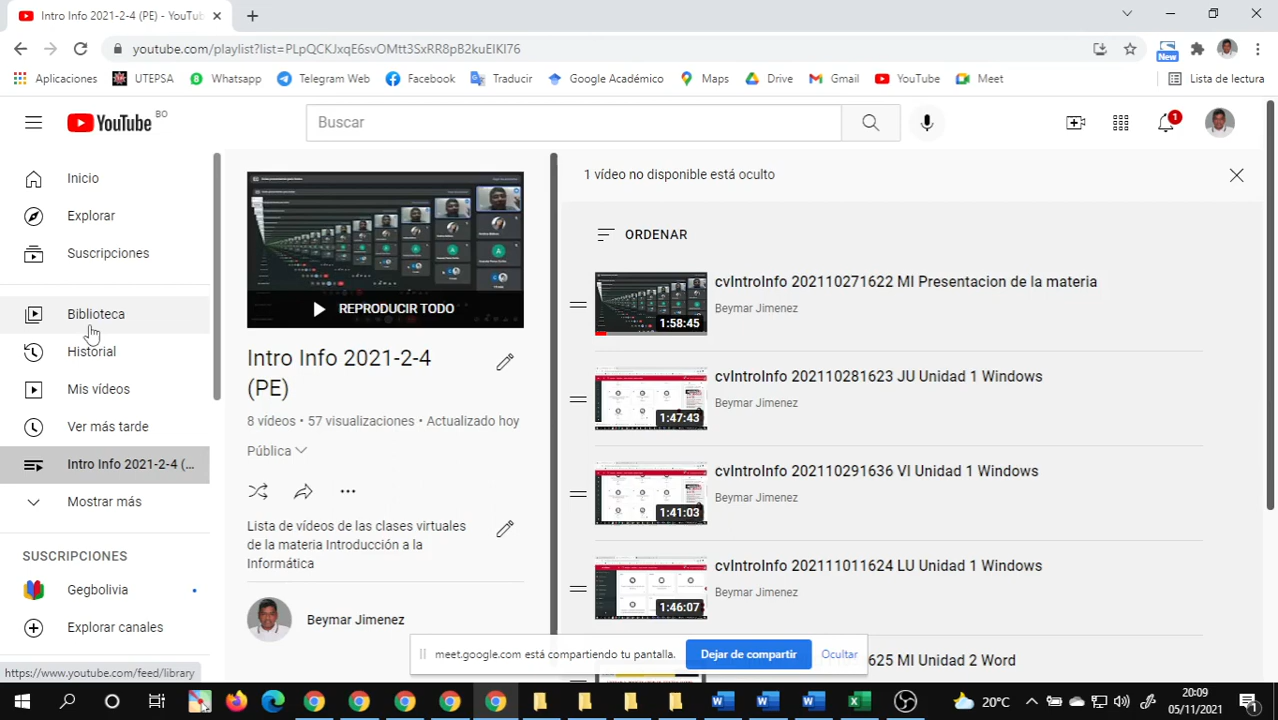 Intro Info 2021-2-4 (PE) - YouTu
youtube.com/playlist?list=PLpQCKJxqE6svOMtt3SxRR8pB2kuEIKI76
New
Aplicaciones
UTEPSA
Whatsapp
Telegram Web
Facebook
Traducir
Google Académico
Maps
Drive
Gmail
YouTube
Meet
Lista de lectura
YouTube BO
Buscar
1
Inicio
Explorar
Suscripciones
Biblioteca
Historial
Mis vídeos
Ver más tarde
Intro Info 2021-2-4 (...
Mostrar más
SUSCRIPCIONES
Gegbolivia
Explorar canales
https://www.youtube.com/feed/library
REPRODUCIR TODO
Intro Info 2021-2-4
(PE)
8 vídeos • 57 visualizaciones • Actualizado hoy
Pública
Lista de vídeos de las clases virtuales
de la materia Introducción a la
Informática
Beymar Jimenez
1 vídeo no disponible está oculto
ORDENAR
1:58:45
cvIntroInfo 202110271622 MI Presentacion de la materia
Beymar Jimenez
1:47:43
cvIntroInfo 202110281623 JU Unidad 1 Windows
Beymar Jimenez
1:41:03
cvIntroInfo 202110291636 VI Unidad 1 Windows
Beymar Jimenez
1:46:07
cvIntroInfo 202111011624 LU Unidad 1 Windows
Beymar Jimenez
625 MI Unidad 2 Word
meet.google.com está compartiendo tu pantalla.
Dejar de compartir
Ocultar
20°C
20:09
05/11/2021
1